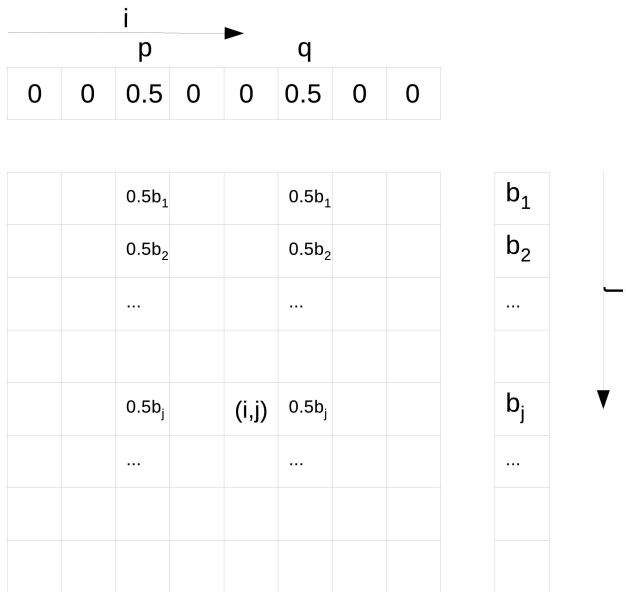 i
p q
0 0 0.5 0 0 0.5 0 0
0.5b₁ 0.5b₁ b₁
0.5b₂ 0.5b₂ b₂
... ... ...
j
0.5bⱼ (i,j) 0.5bⱼ bⱼ
... ... ...